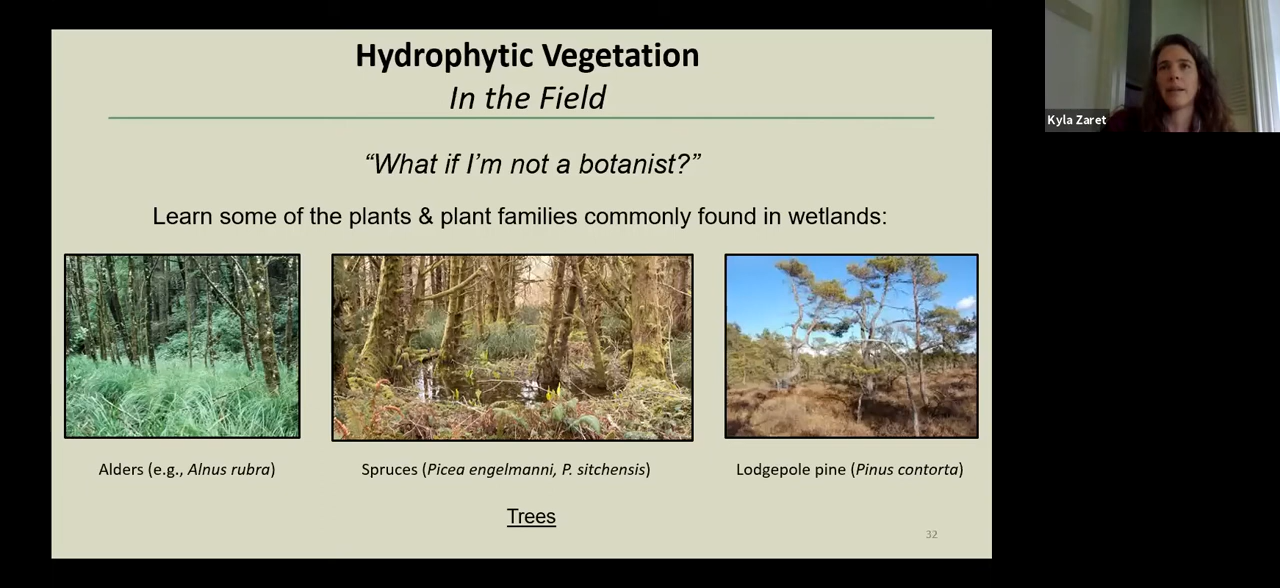 Hydrophytic Vegetation
In the Field
“What if I’m not a botanist?”
Learn some of the plants & plant families commonly found in wetlands:
Alders (e.g., Alnus rubra)
Spruces (Picea engelmanni, P. sitchensis)
Lodgepole pine (Pinus contorta)
Trees
32
Kyla Zaret